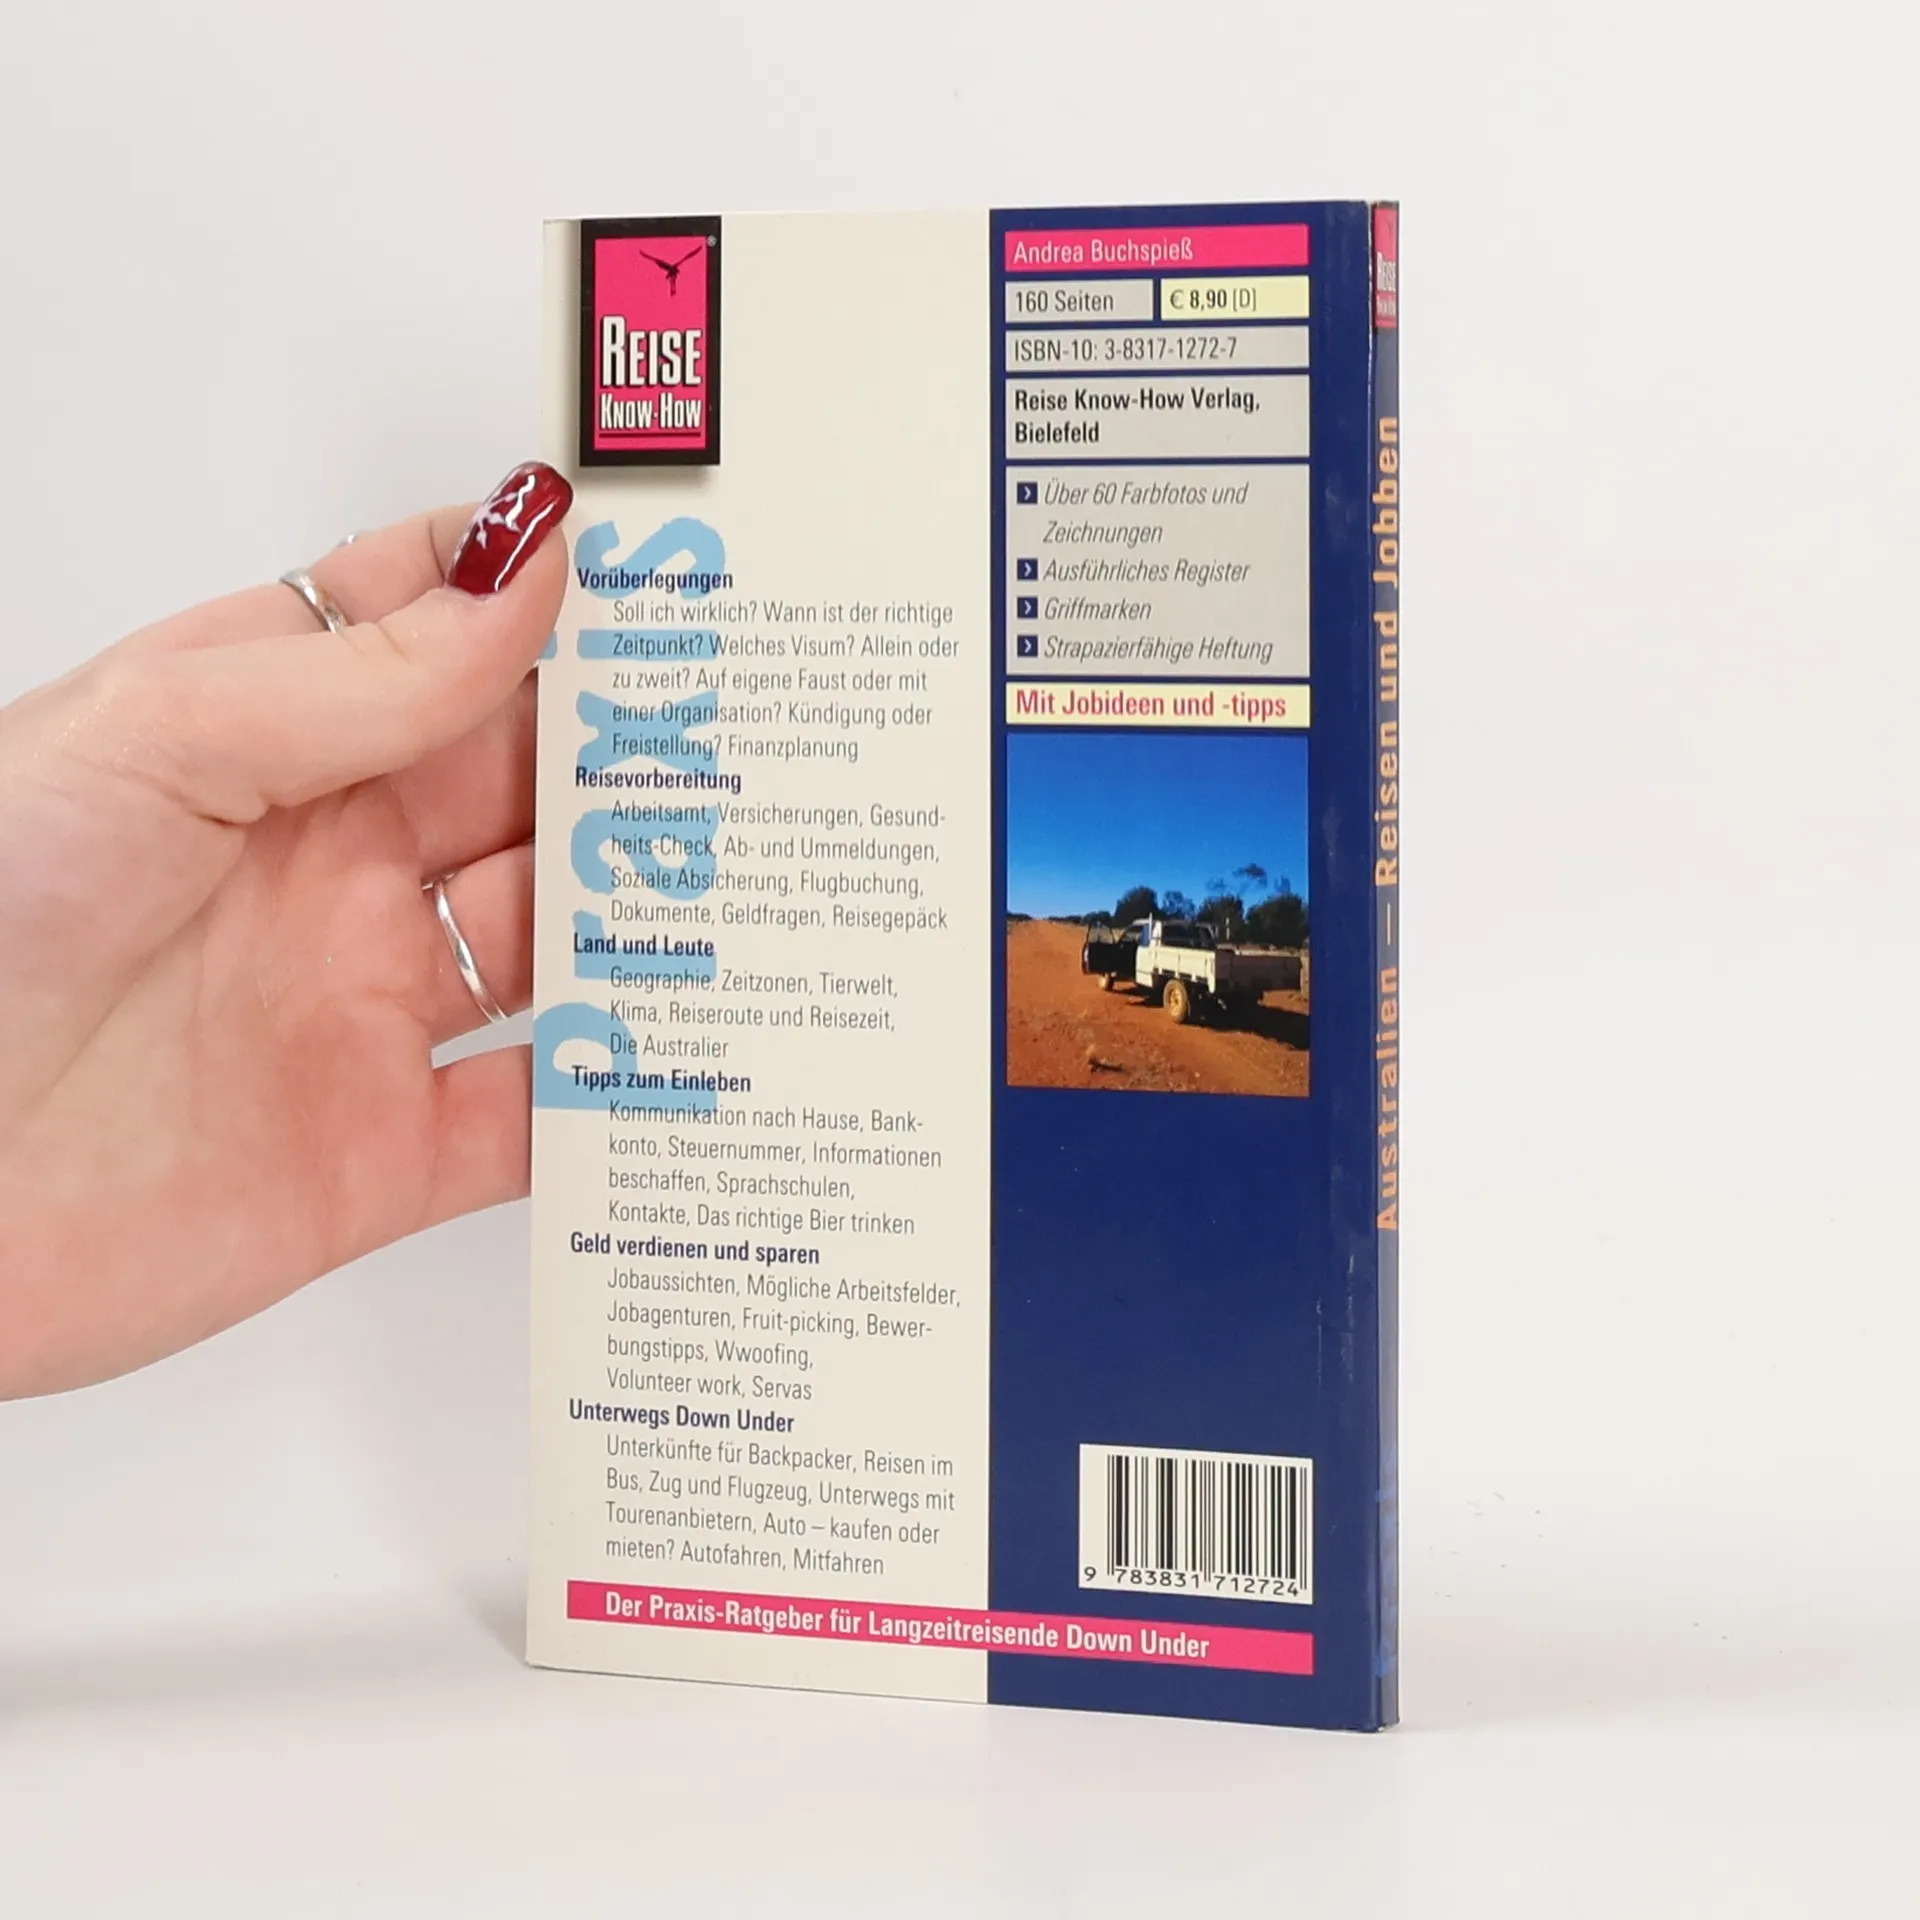 REISE
KNOW-HOW
®
Praxis
Vorüberlegungen
Soll ich wirklich? Wann ist der richtige
Zeitpunkt? Welches Visum? Allein oder
zu zweit? Auf eigene Faust oder mit
einer Organisation? Kündigung oder
Freistellung? Finanzplanung
Reisevorbereitung
Arbeitsamt, Versicherungen, Gesund-
heits-Check, Ab- und Ummeldungen,
Soziale Absicherung, Flugbuchung,
Dokumente, Geldfragen, Reisegepäck
Land und Leute
Geographie, Zeitzonen, Tierwelt,
Klima, Reiseroute und Reisezeit,
Die Australier
Tipps zum Einleben
Kommunikation nach Hause, Bank-
konto, Steuernummer, Informationen
beschaffen, Sprachschulen,
Kontakte, Das richtige Bier trinken
Geld verdienen und sparen
Jobaussichten, Mögliche Arbeitsfelder,
Jobagenturen, Fruit-picking, Bewer-
bungstipps, Wwoofing,
Volunteer work, Servas
Unterwegs Down Under
Unterkünfte für Backpacker, Reisen im
Bus, Zug und Flugzeug, Unterwegs mit
Tourenanbietern, Auto – kaufen oder
mieten? Autofahren, Mitfahren
Der Praxis-Ratgeber für Langzeitreisende Down Under
Andrea Buchspieß
160 Seiten
€ 8,90 [D]
ISBN-10: 3-8317-1272-7
Reise Know-How Verlag,
Bielefeld
Über 60 Farbfotos und
Zeichnungen
Ausführliches Register
Griffmarken
Strapazierfähige Heftung
Mit Jobideen und -tipps
9 783831 712724
REISE
Australien — Reisen und Jobben